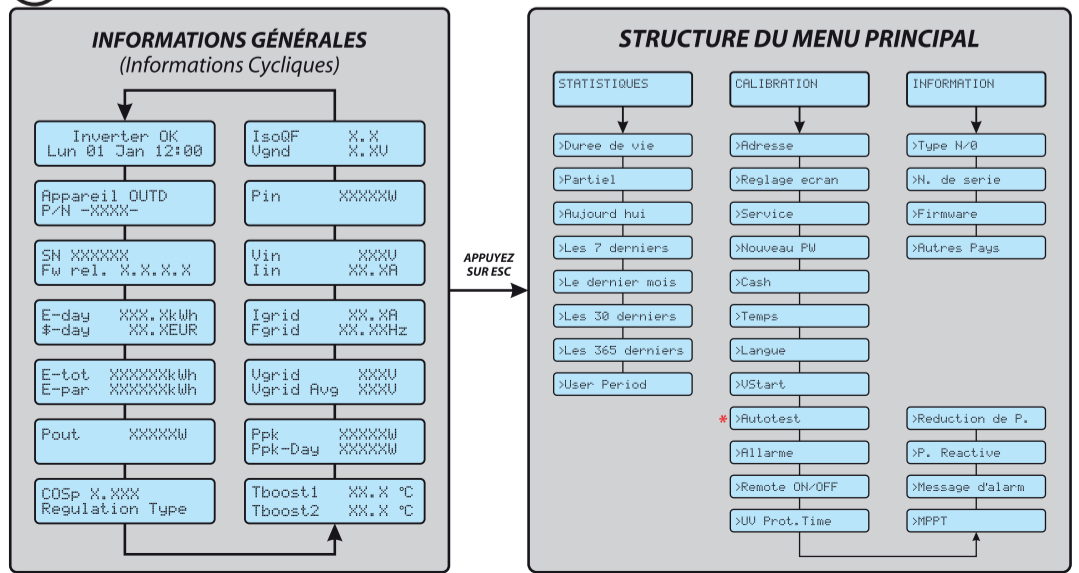 INFORMATIONS GÉNÉRALES
(Informations Cycliques)
Inverter OK
Lun 01 Jan 12:00
Appareil OUTD
P/N -XXXX-
SN XXXXXX
Fw rel. X.X.X.X
E-day XXX.XkWh
$-day XX.XEUR
E-tot XXXXXXkWh
E-par XXXXXXkWh
Pout XXXXXW
COSp X.XXX
Regulation Type
IsoQF X.X
Vgnd X.XV
Pin XXXXXW
Vin XXXV
Iin XX.XA
Igrid XX.XA
Fgrid XX.XXHz
Vgrid XXXV
Vgrid Avg XXXV
Ppk XXXXXW
Ppk-Day XXXXXW
Tboost1 XX.X °C
Tboost2 XX.X °C
APPUYEZ
SUR ESC
STRUCTURE DU MENU PRINCIPAL
STATISTIQUES
>Duree de vie
>Partiel
>Aujourd hui
>Les 7 derniers
>Le dernier mois
>Les 30 derniers
>Les 365 derniers
>User Period
CALIBRATION
>Adresse
>Reglage ecran
>Service
>Nouveau PW
>Cash
>Temps
>Langue
>VStart
* >Autotest
>Allarme
>Remote ON/OFF
>UV Prot.Time
>Reduction de P.
>P. Reactive
>Message d'alarm
>MPPT
INFORMATION
>Type N/0
>N. de serie
>Firmware
>Autres Pays